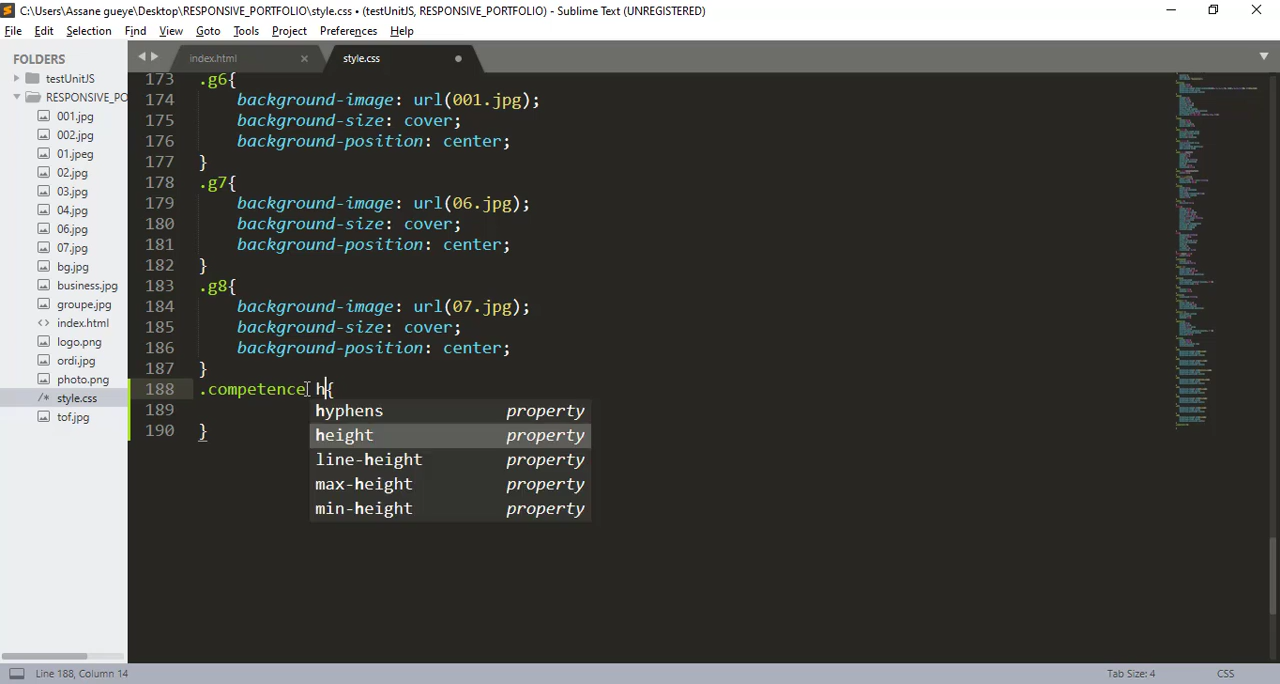 C:\Users\Assane gueye\Desktop\RESPONSIVE_PORTFOLIO\style.css • (testUnitJS, RESPONSIVE_PORTFOLIO) - Sublime Text (UNREGISTERED)
File Edit Selection Find View Goto Tools Project Preferences Help
FOLDERS
testUnitJS
RESPONSIVE_PO
001.jpg
002.jpg
01.jpeg
02.jpg
03.jpg
04.jpg
06.jpg
07.jpg
bg.jpg
business.jpg
groupe.jpg
index.html
logo.png
ordi.jpg
photo.png
style.css
tof.jpg
index.html
style.css
173 .g6{
174 background-image: url(001.jpg);
175 background-size: cover;
176 background-position: center;
177 }
178 .g7{
179 background-image: url(06.jpg);
180 background-size: cover;
181 background-position: center;
182 }
183 .g8{
184 background-image: url(07.jpg);
185 background-size: cover;
186 background-position: center;
187 }
188 .competence h{
189
190 }
hyphens property
height property
line-height property
max-height property
min-height property
Line 188, Column 14
Tab Size: 4
CSS